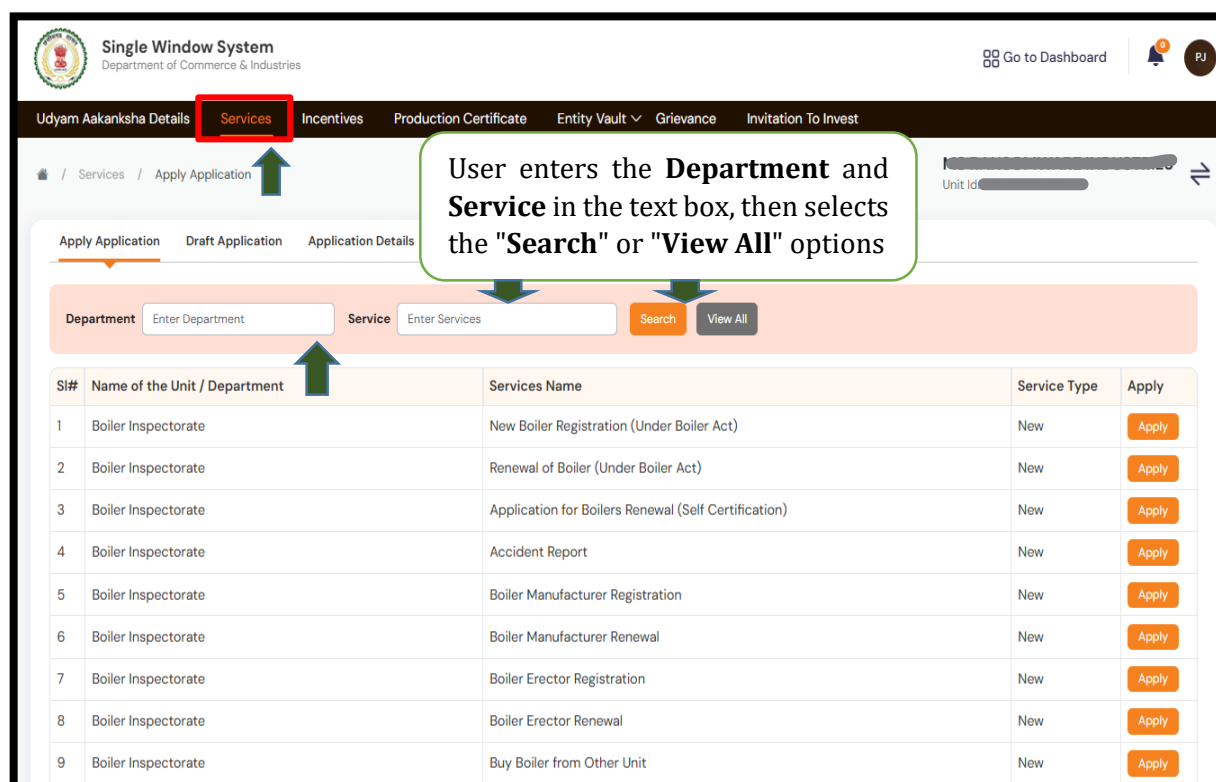 Single Window System
Department of Commerce & Industries
Go to Dashboard
0
PJ
Udyam Aakanksha Details Services Incentives Production Certificate Entity Vault Grievance Invitation To Invest
/ Services / Apply Application
Unit Id:
User enters the Department and
Service in the text box, then selects
the "Search" or "View All" options
Apply Application Draft Application Application Details
Department Enter Department Service Enter Services Search View All
Sl# Name of the Unit / Department Services Name Service Type Apply
1 Boiler Inspectorate New Boiler Registration (Under Boiler Act) New Apply
2 Boiler Inspectorate Renewal of Boiler (Under Boiler Act) New Apply
3 Boiler Inspectorate Application for Boilers Renewal (Self Certification) New Apply
4 Boiler Inspectorate Accident Report New Apply
5 Boiler Inspectorate Boiler Manufacturer Registration New Apply
6 Boiler Inspectorate Boiler Manufacturer Renewal New Apply
7 Boiler Inspectorate Boiler Erector Registration New Apply
8 Boiler Inspectorate Boiler Erector Renewal New Apply
9 Boiler Inspectorate Buy Boiler from Other Unit New Apply